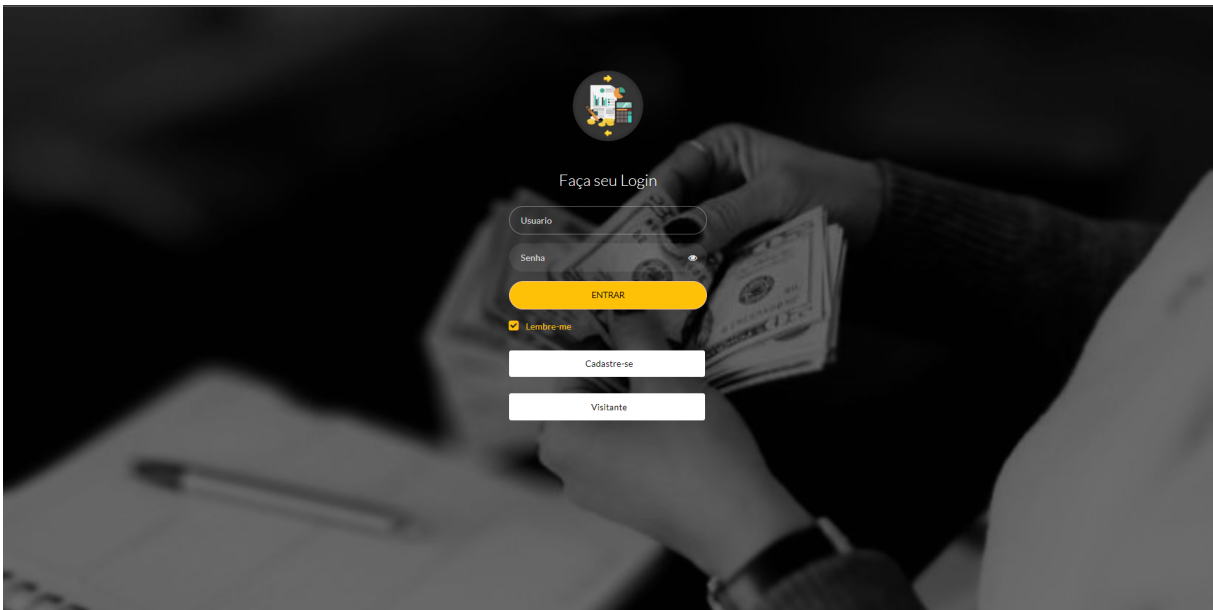 Faça seu Login
Usuario
Senha
ENTRAR
Lembre-me
Cadastre-se
Visitante